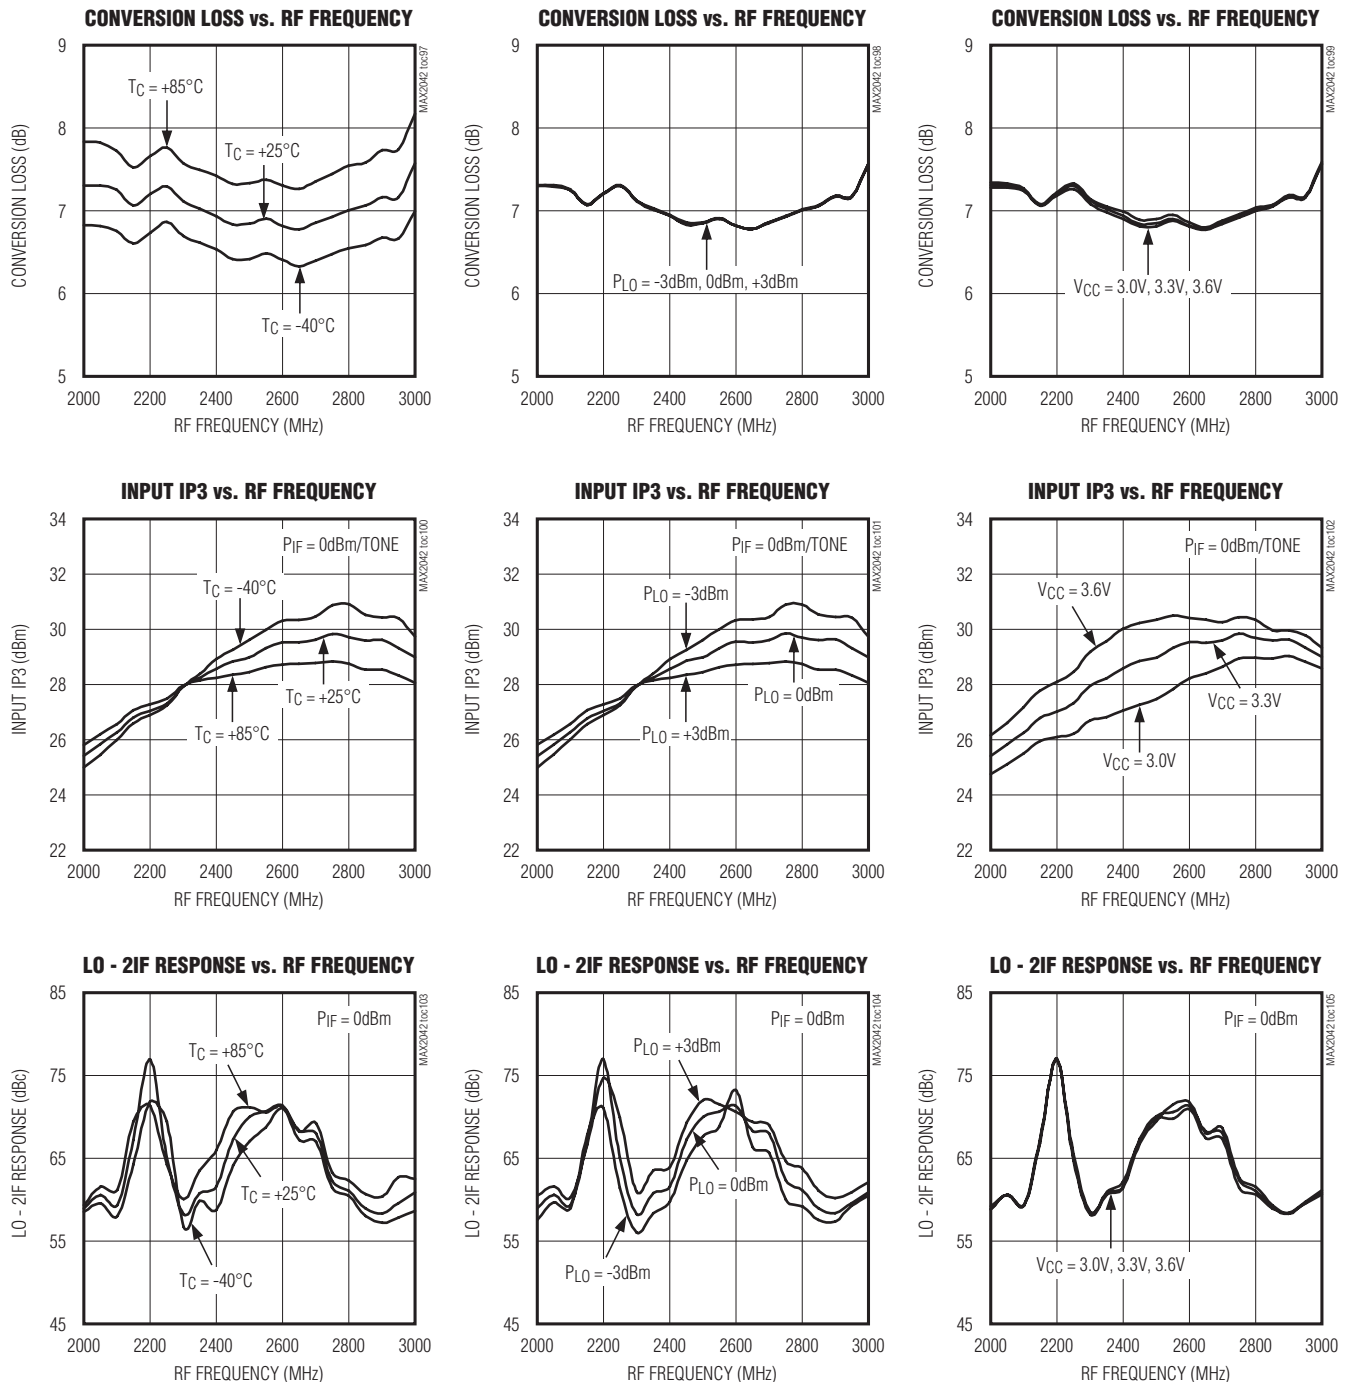 CONVERSION LOSS vs. RF FREQUENCY
MAX2042 toc97
CONVERSION LOSS (dB)
9
8
7
6
5
TC = +85°C
TC = +25°C
TC = -40°C
2000 2200 2400 2600 2800 3000
RF FREQUENCY (MHz)
CONVERSION LOSS vs. RF FREQUENCY
MAX2042 toc98
CONVERSION LOSS (dB)
9
8
7
6
5
PLO = -3dBm, 0dBm, +3dBm
2000 2200 2400 2600 2800 3000
RF FREQUENCY (MHz)
CONVERSION LOSS vs. RF FREQUENCY
MAX2042 toc99
CONVERSION LOSS (dB)
9
8
7
6
5
VCC = 3.0V, 3.3V, 3.6V
2000 2200 2400 2600 2800 3000
RF FREQUENCY (MHz)
INPUT IP3 vs. RF FREQUENCY
MAX2042 toc100
INPUT IP3 (dBm)
34
32
30
28
26
24
22
PIF = 0dBm/TONE
TC = -40°C
TC = +25°C
TC = +85°C
2000 2200 2400 2600 2800 3000
RF FREQUENCY (MHz)
INPUT IP3 vs. RF FREQUENCY
MAX2042 toc101
INPUT IP3 (dBm)
34
32
30
28
26
24
22
PIF = 0dBm/TONE
PLO = -3dBm
PLO = 0dBm
PLO = +3dBm
2000 2200 2400 2600 2800 3000
RF FREQUENCY (MHz)
INPUT IP3 vs. RF FREQUENCY
MAX2042 toc102
INPUT IP3 (dBm)
34
32
30
28
26
24
22
PIF = 0dBm/TONE
VCC = 3.6V
VCC = 3.3V
VCC = 3.0V
2000 2200 2400 2600 2800 3000
RF FREQUENCY (MHz)
LO - 2IF RESPONSE vs. RF FREQUENCY
MAX2042 toc103
LO - 2IF RESPONSE (dBc)
85
75
65
55
45
PIF = 0dBm
TC = +85°C
TC = +25°C
TC = -40°C
2000 2200 2400 2600 2800 3000
RF FREQUENCY (MHz)
LO - 2IF RESPONSE vs. RF FREQUENCY
MAX2042 toc104
LO - 2IF RESPONSE (dBc)
85
75
65
55
45
PIF = 0dBm
PLO = +3dBm
PLO = 0dBm
PLO = -3dBm
2000 2200 2400 2600 2800 3000
RF FREQUENCY (MHz)
LO - 2IF RESPONSE vs. RF FREQUENCY
MAX2042 toc105
LO - 2IF RESPONSE (dBc)
85
75
65
55
45
PIF = 0dBm
VCC = 3.0V, 3.3V, 3.6V
2000 2200 2400 2600 2800 3000
RF FREQUENCY (MHz)